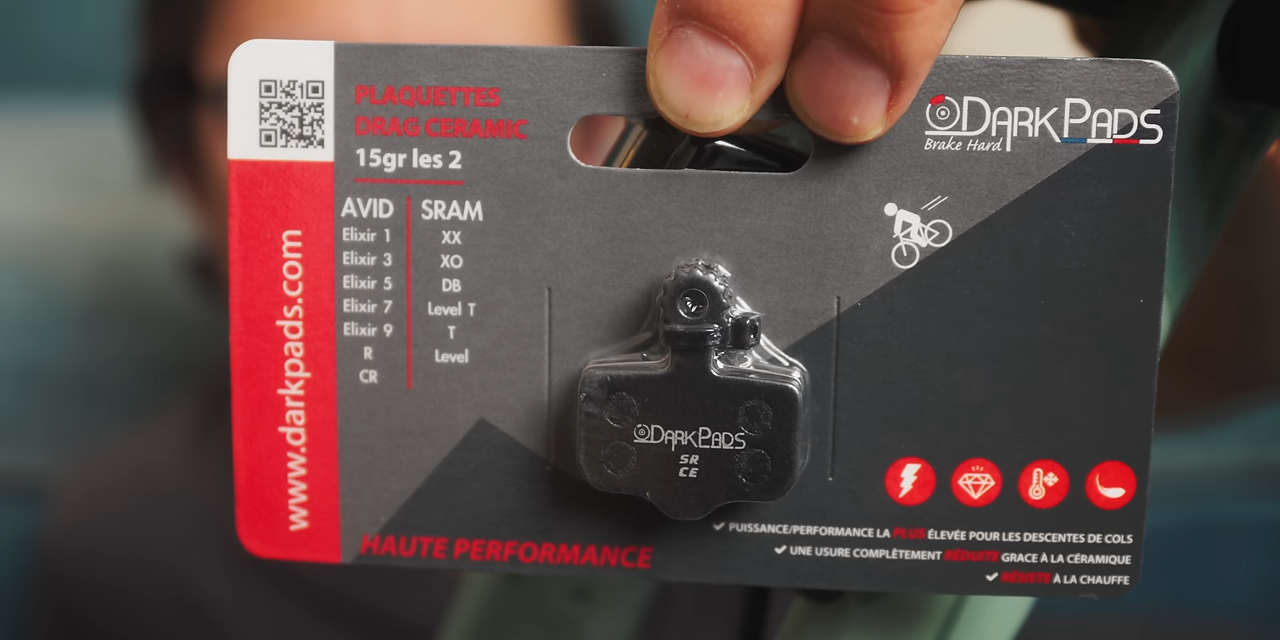 PLAQUETTES
DRAG CERAMIC
15gr les 2
AVID
Elixir 1
Elixir 3
Elixir 5
Elixir 7
Elixir 9
R
CR
SRAM
XX
XO
DB
Level T
T
Level
www.darkpads.com
DARKPADS
Brake Hard
DARKPADS
SR
CE
HAUTE PERFORMANCE
PUISSANCE/PERFORMANCE LA PLUS ÉLEVÉE POUR LES DESCENTES DE COLS
UNE USURE COMPLÈTEMENT RÉDUITE GRACE À LA CÉRAMIQUE
RÉSISTE À LA CHAUFFE